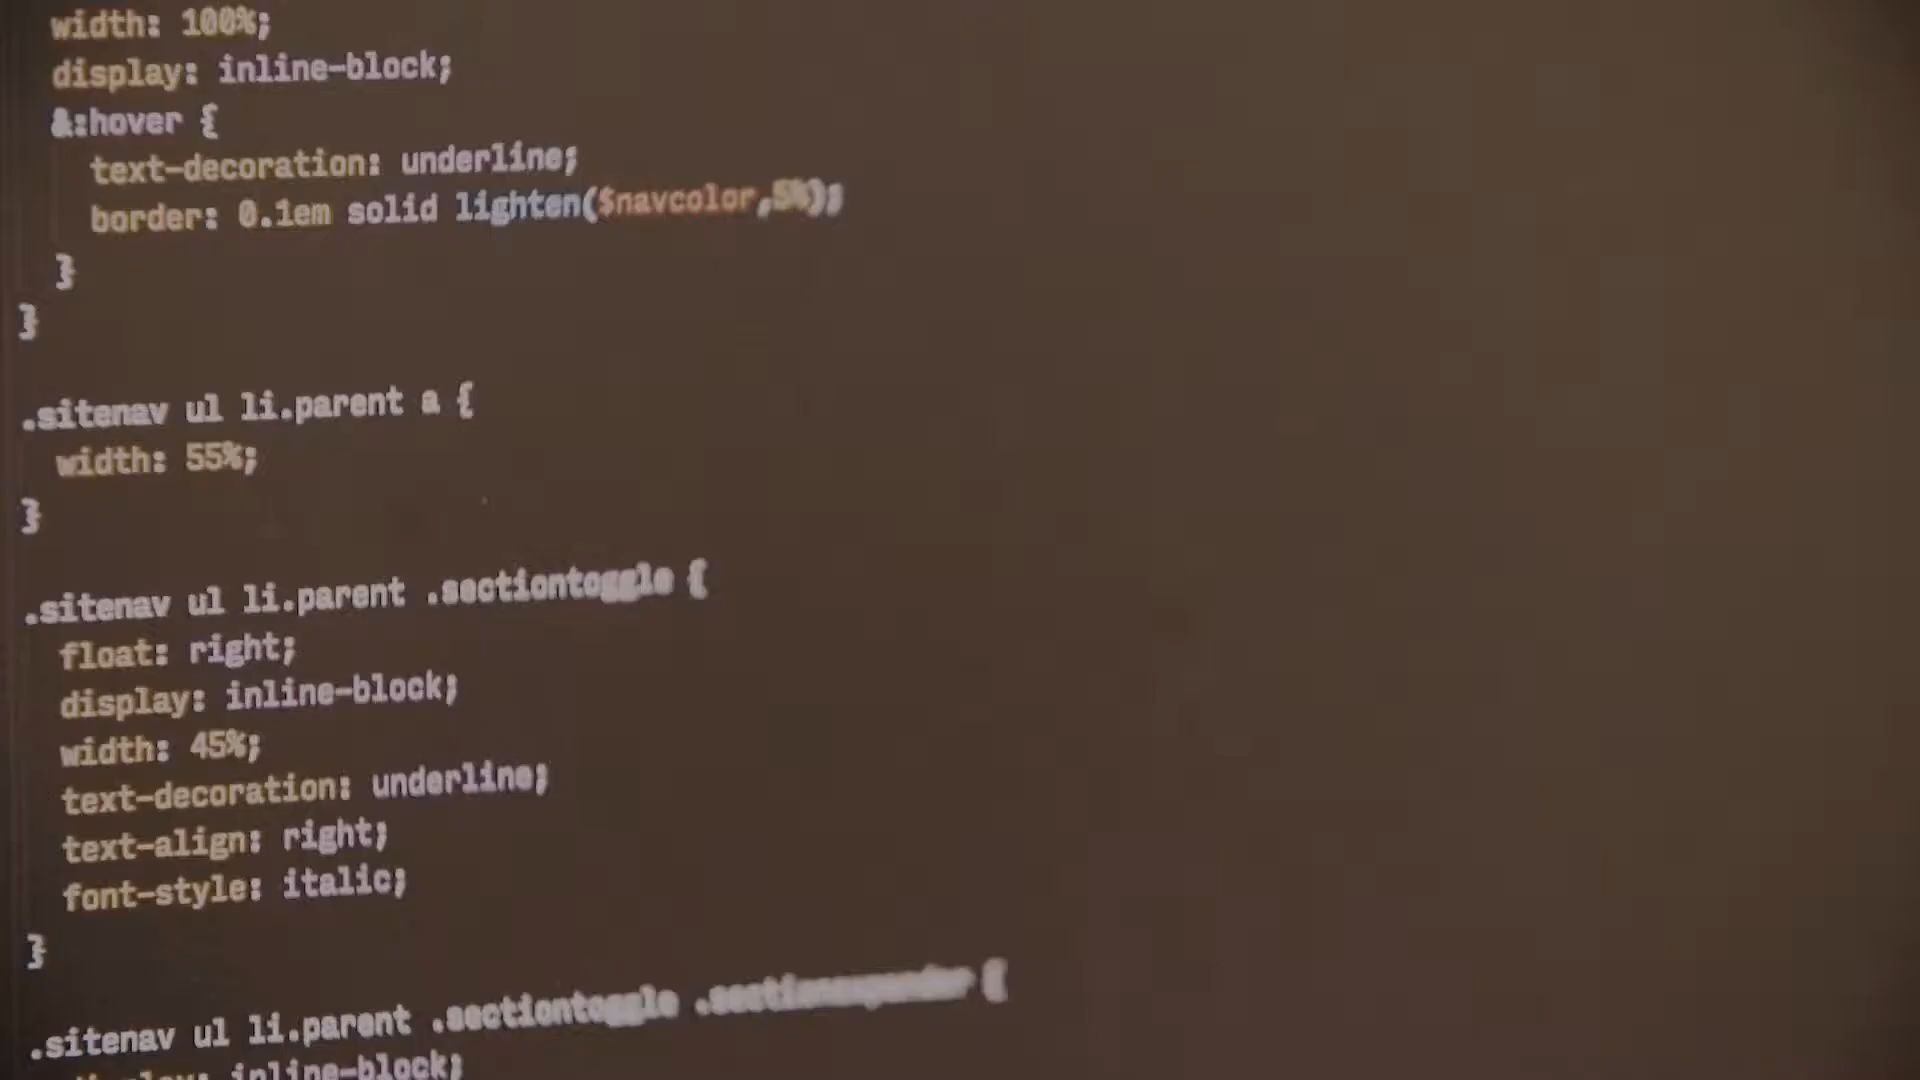 width: 100%;
display: inline-block;
&:hover {
text-decoration: underline;
border: 0.1em solid lighten($navcolor,5%);
}
}
.sitenav ul li.parent a {
width: 55%;
}
.sitenav ul li.parent .sectiontoggle {
float: right;
display: inline-block;
width: 45%;
text-decoration: underline;
text-align: right;
font-style: italic;
}
.sitenav ul li.parent .sectiontoggle {
display: inline-block;